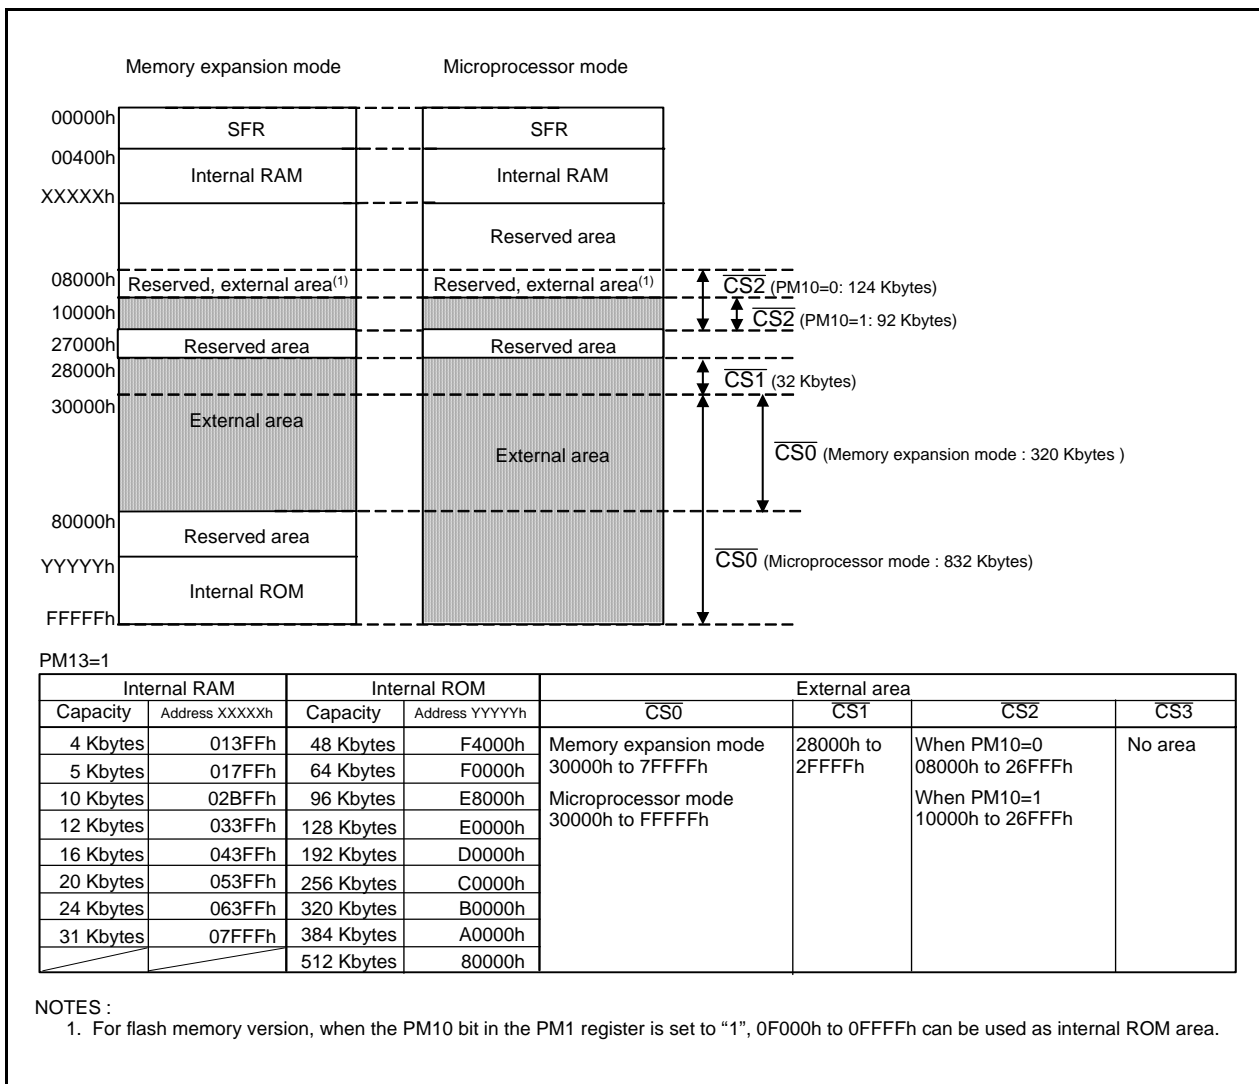 Memory expansion mode Microprocessor mode
00000h
SFR SFR
00400h
Internal RAM Internal RAM
XXXXXh
Reserved area
08000h Reserved, external area(1) Reserved, external area(1) CS2 (PM10=0: 124 Kbytes)
10000h CS2 (PM10=1: 92 Kbytes)
27000h Reserved area Reserved area
28000h CS1 (32 Kbytes)
30000h
External area
External area CS0 (Memory expansion mode : 320 Kbytes )
80000h
Reserved area
YYYYYh CS0 (Microprocessor mode : 832 Kbytes)
Internal ROM
FFFFFh
PM13=1
Internal RAM Internal ROM External area
Capacity Address XXXXXh Capacity Address YYYYYh CS0 CS1 CS2 CS3
4 Kbytes 013FFh 48 Kbytes F4000h Memory expansion mode 28000h to When PM10=0 No area
5 Kbytes 017FFh 64 Kbytes F0000h 30000h to 7FFFFh 2FFFFh 08000h to 26FFFh
10 Kbytes 02BFFh 96 Kbytes E8000h Microprocessor mode When PM10=1
12 Kbytes 033FFh 128 Kbytes E0000h 30000h to FFFFFh 10000h to 26FFFh
16 Kbytes 043FFh 192 Kbytes D0000h
20 Kbytes 053FFh 256 Kbytes C0000h
24 Kbytes 063FFh 320 Kbytes B0000h
31 Kbytes 07FFFh 384 Kbytes A0000h
512 Kbytes 80000h
NOTES :
1. For flash memory version, when the PM10 bit in the PM1 register is set to “1”, 0F000h to 0FFFFh can be used as internal ROM area.